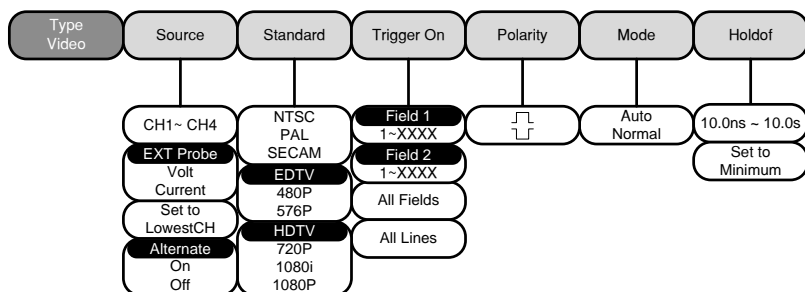 Type
Video
Source
Standard
Trigger On
Polarity
Mode
Holdof
CH1~ CH4
EXT Probe
Volt
Current
Set to
LowestCH
Alternate
On
Off
NTSC
PAL
SECAM
EDTV
480P
576P
HDTV
720P
1080i
1080P
Field 1
1~XXXX
Field 2
1~XXXX
All Fields
All Lines
Auto
Normal
10.0ns ~ 10.0s
Set to
Minimum